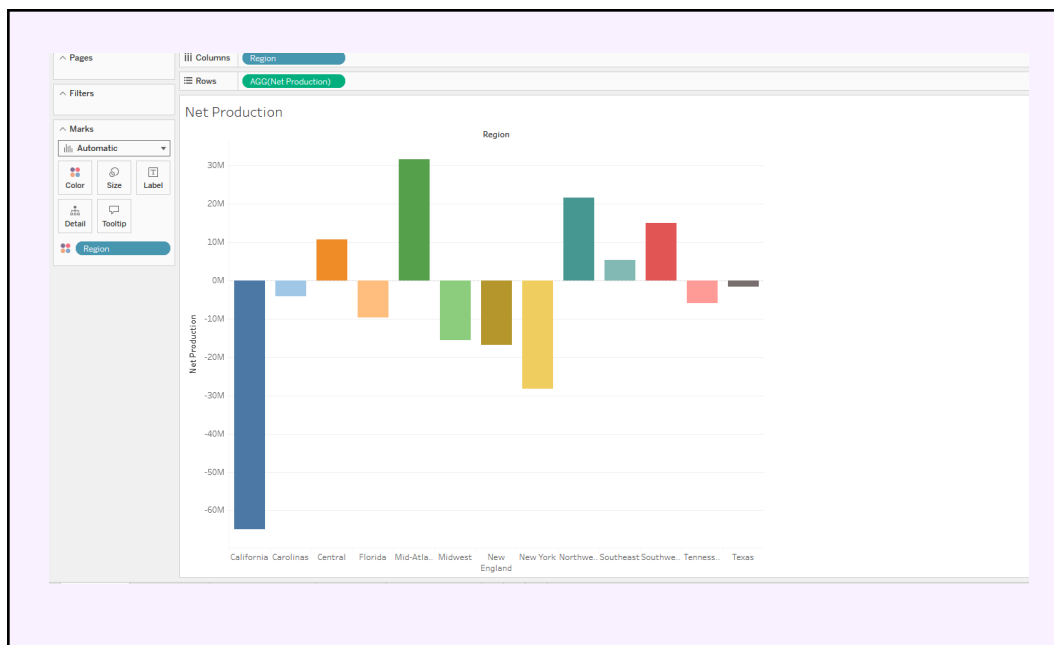 Pages
Columns Region
Rows AGG(Net Production)
Filters
Marks
Automatic
Color Size Label
Detail Tooltip
Region
Net Production
Region
30M
20M
10M
0M
-10M
-20M
-30M
-40M
-50M
-60M
Net Production
California Carolinas Central Florida Mid-Atla.. Midwest New England New York Northwe.. Southeast Southwe.. Tenness.. Texas